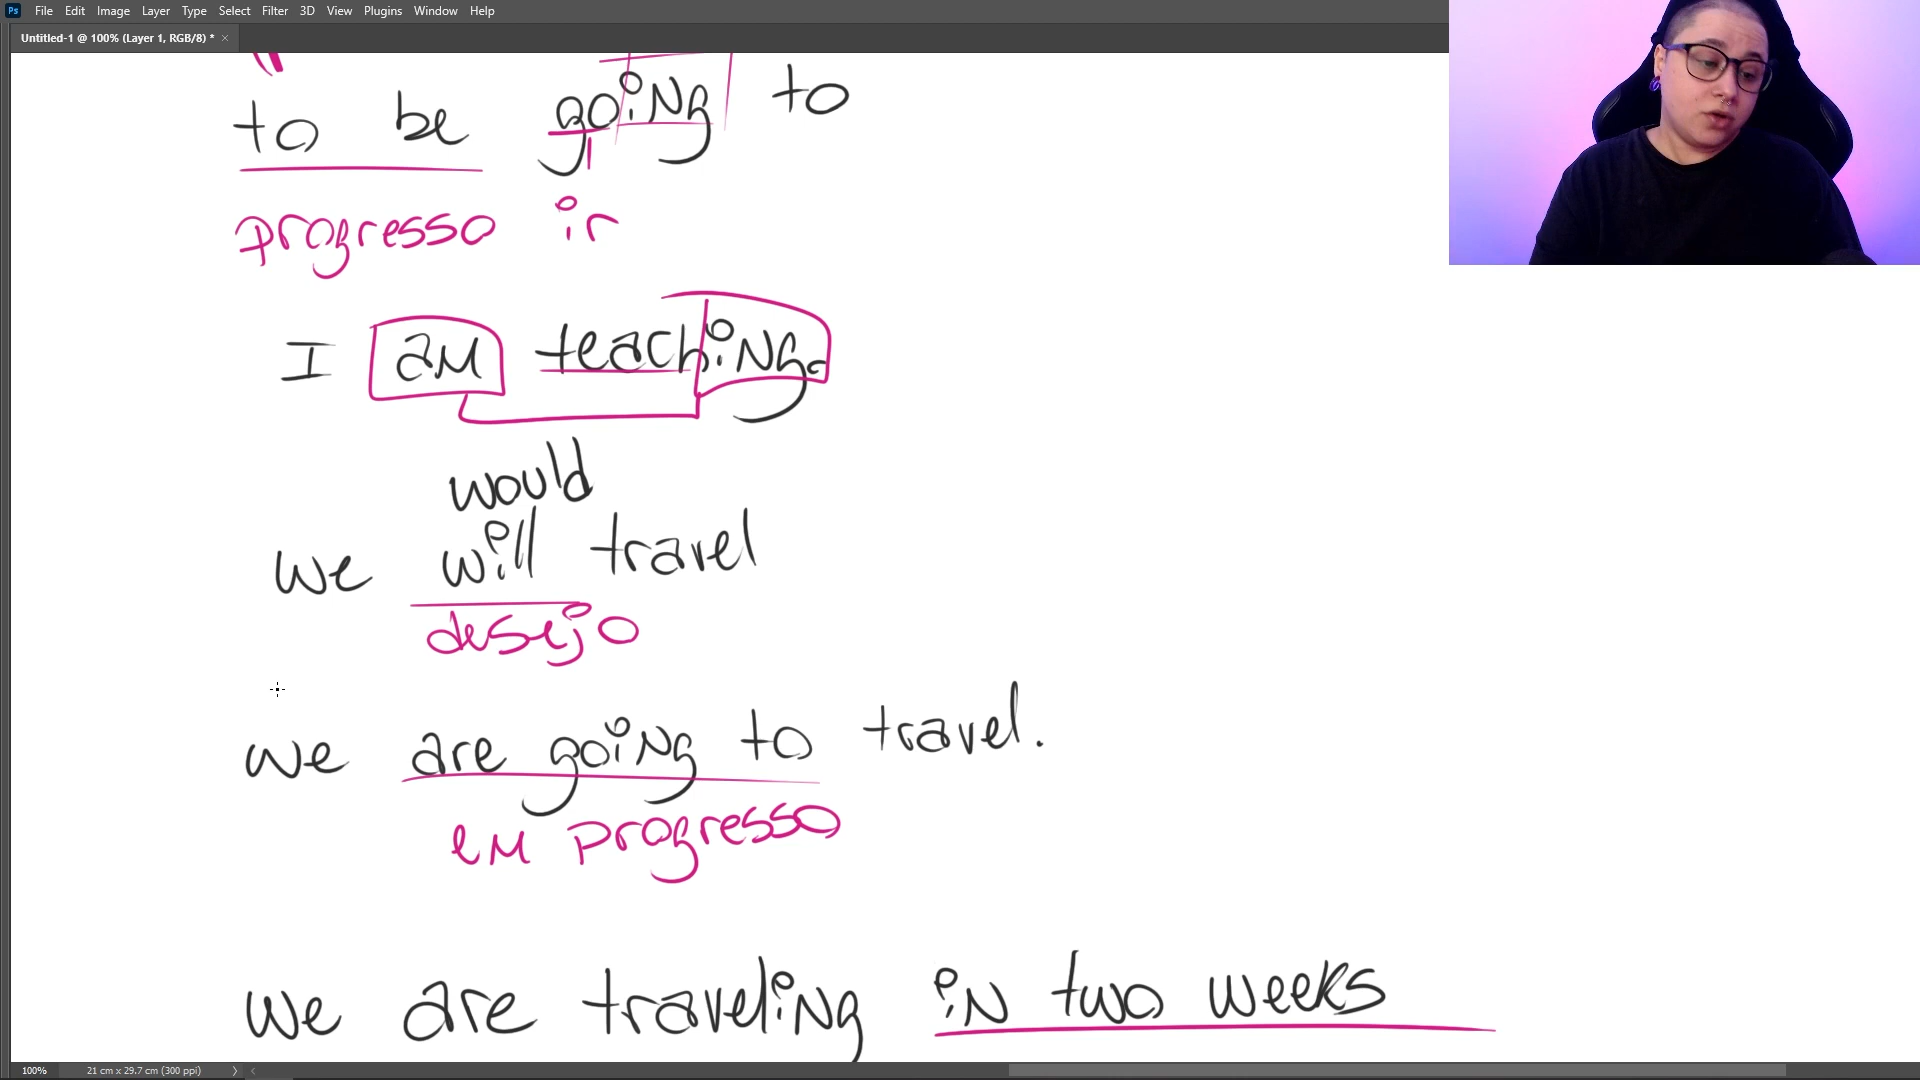 Ps File Edit Image Layer Type Select Filter 3D View Plugins Window Help
Untitled-1 @ 100% (Layer 1, RGB/8) * ×
to be going to
progresso ir
I am teaching.
would
we will travel
desejo
we are going to travel.
em progresso
we are traveling in two weeks
100% 21 cm x 29.7 cm (300 ppi)